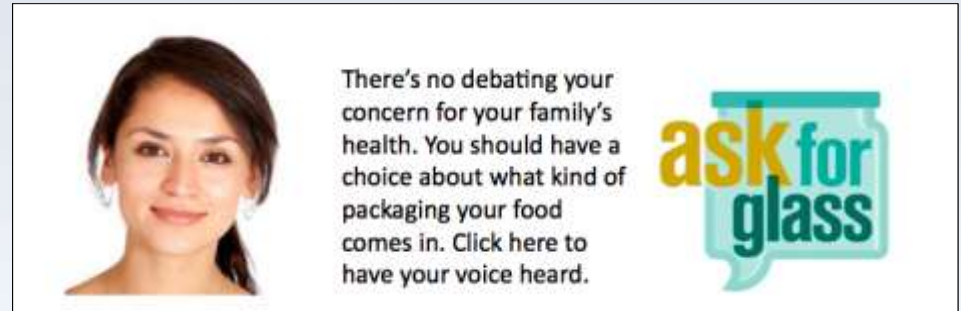 There's no debating your
concern for your family's
health. You should have a
choice about what kind of
packaging your food
comes in. Click here to
have your voice heard.
ask for
glass